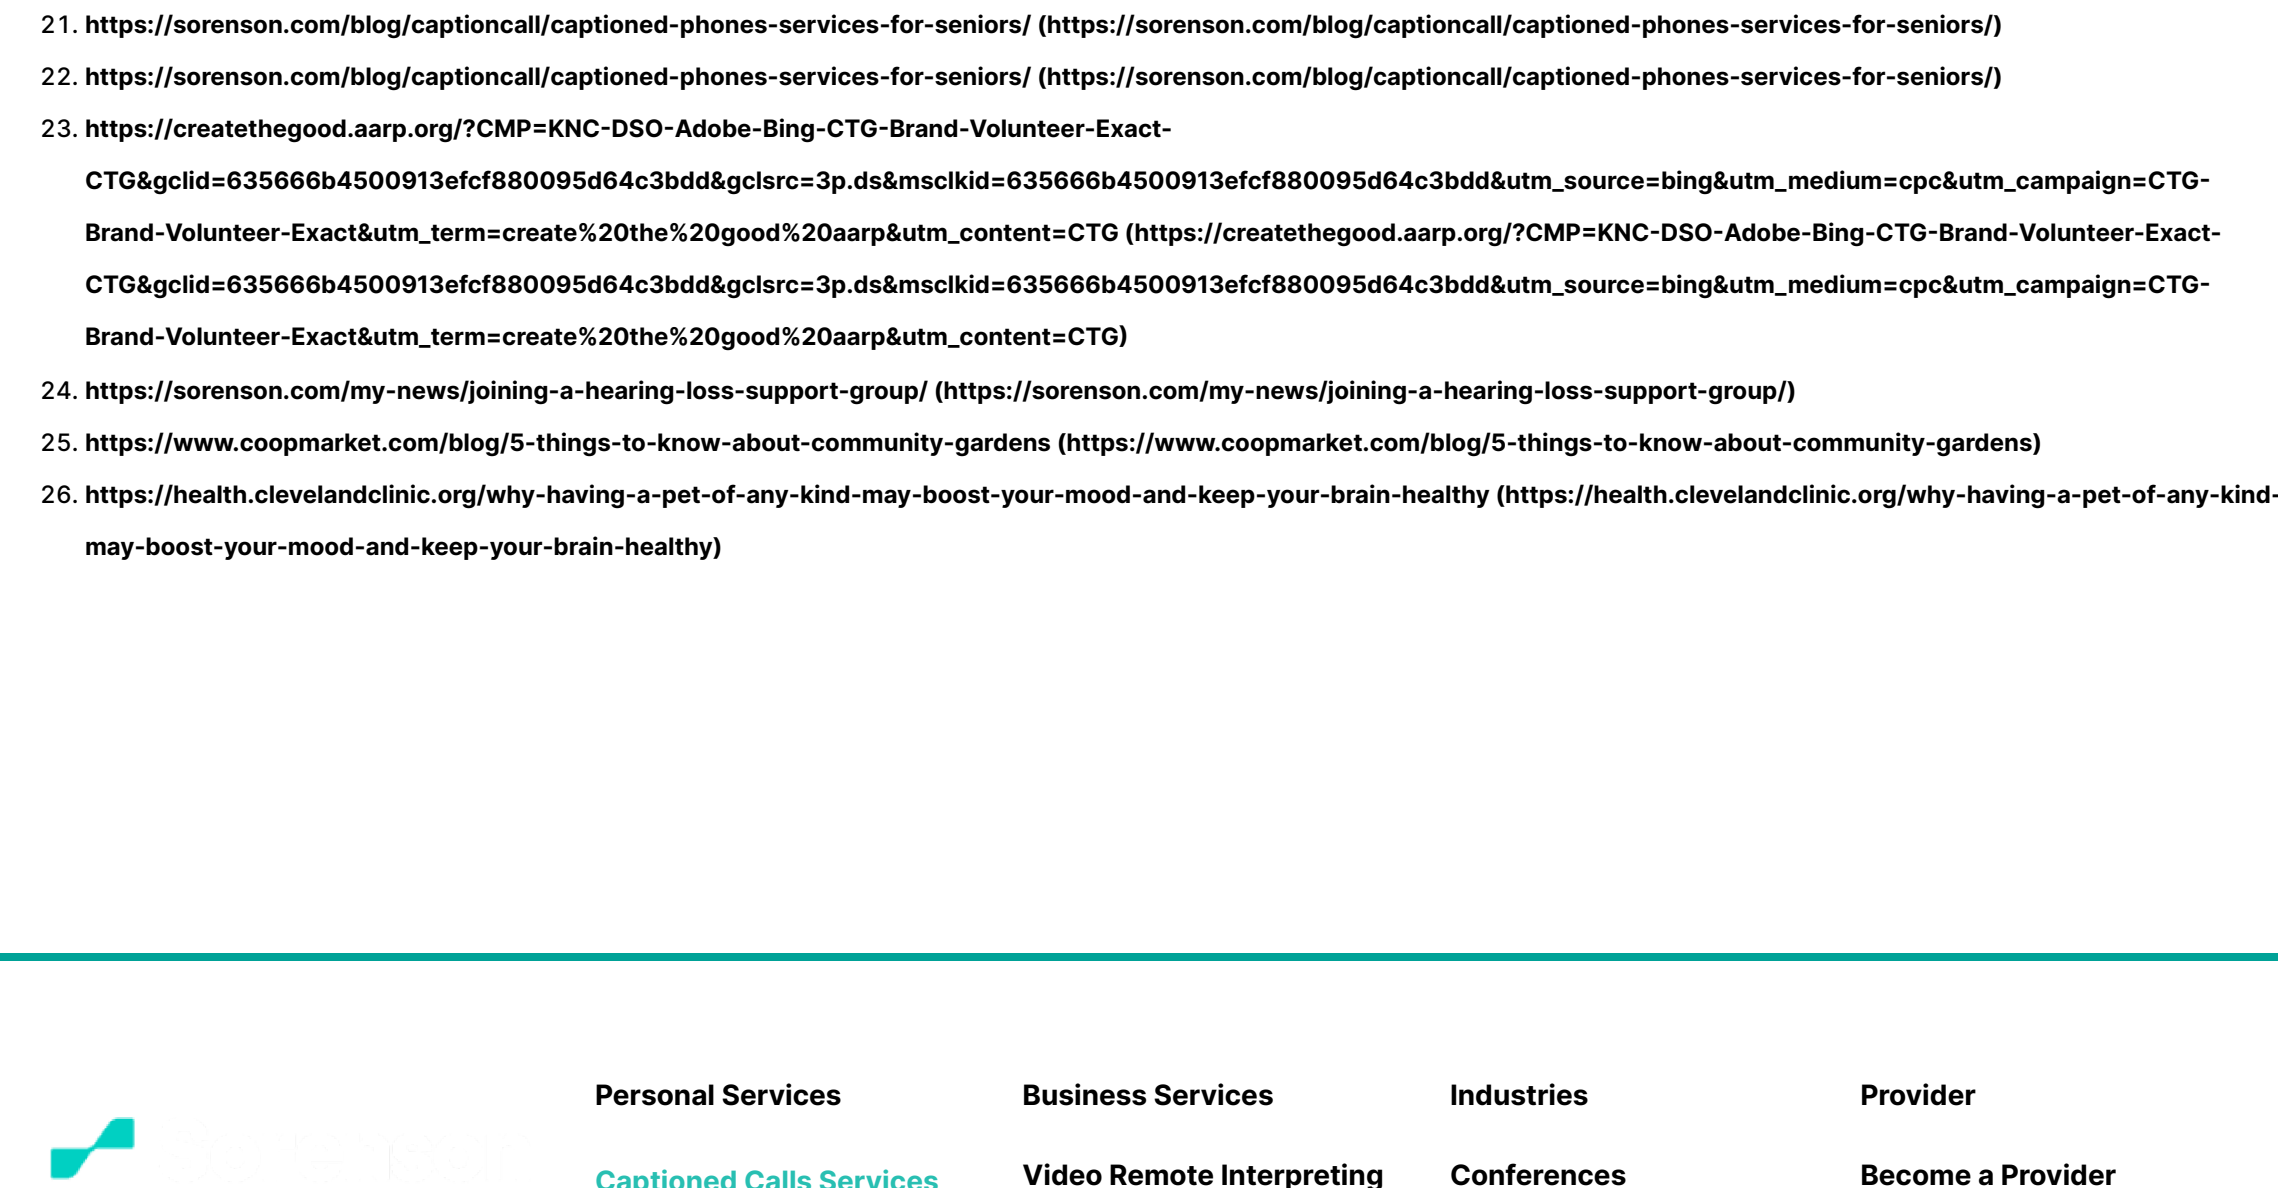 21. https://sorenson.com/blog/captioncall/captioned-phones-services-for-seniors/ (https://sorenson.com/blog/captioncall/captioned-phones-services-for-seniors/)
22. https://sorenson.com/blog/captioncall/captioned-phones-services-for-seniors/ (https://sorenson.com/blog/captioncall/captioned-phones-services-for-seniors/)
23. https://createthegood.aarp.org/?CMP=KNC-DSO-Adobe-Bing-CTG-Brand-Volunteer-Exact-
CTG&gclid=635666b4500913efcf880095d64c3bdd&gclsrc=3p.ds&msclkid=635666b4500913efcf880095d64c3bdd&utm_source=bing&utm_medium=cpc&utm_campaign=CTG-
Brand-Volunteer-Exact&utm_term=create%20the%20good%20aarp&utm_content=CTG (https://createthegood.aarp.org/?CMP=KNC-DSO-Adobe-Bing-CTG-Brand-Volunteer-Exact-
CTG&gclid=635666b4500913efcf880095d64c3bdd&gclsrc=3p.ds&msclkid=635666b4500913efcf880095d64c3bdd&utm_source=bing&utm_medium=cpc&utm_campaign=CTG-
Brand-Volunteer-Exact&utm_term=create%20the%20good%20aarp&utm_content=CTG)
24. https://sorenson.com/my-news/joining-a-hearing-loss-support-group/ (https://sorenson.com/my-news/joining-a-hearing-loss-support-group/)
25. https://www.coopmarket.com/blog/5-things-to-know-about-community-gardens (https://www.coopmarket.com/blog/5-things-to-know-about-community-gardens)
26. https://health.clevelandclinic.org/why-having-a-pet-of-any-kind-may-boost-your-mood-and-keep-your-brain-healthy (https://health.clevelandclinic.org/why-having-a-pet-of-any-kind-
may-boost-your-mood-and-keep-your-brain-healthy)
Personal Services
Captioned Calls Services
Business Services
Video Remote Interpreting
Industries
Conferences
Provider
Become a Provider